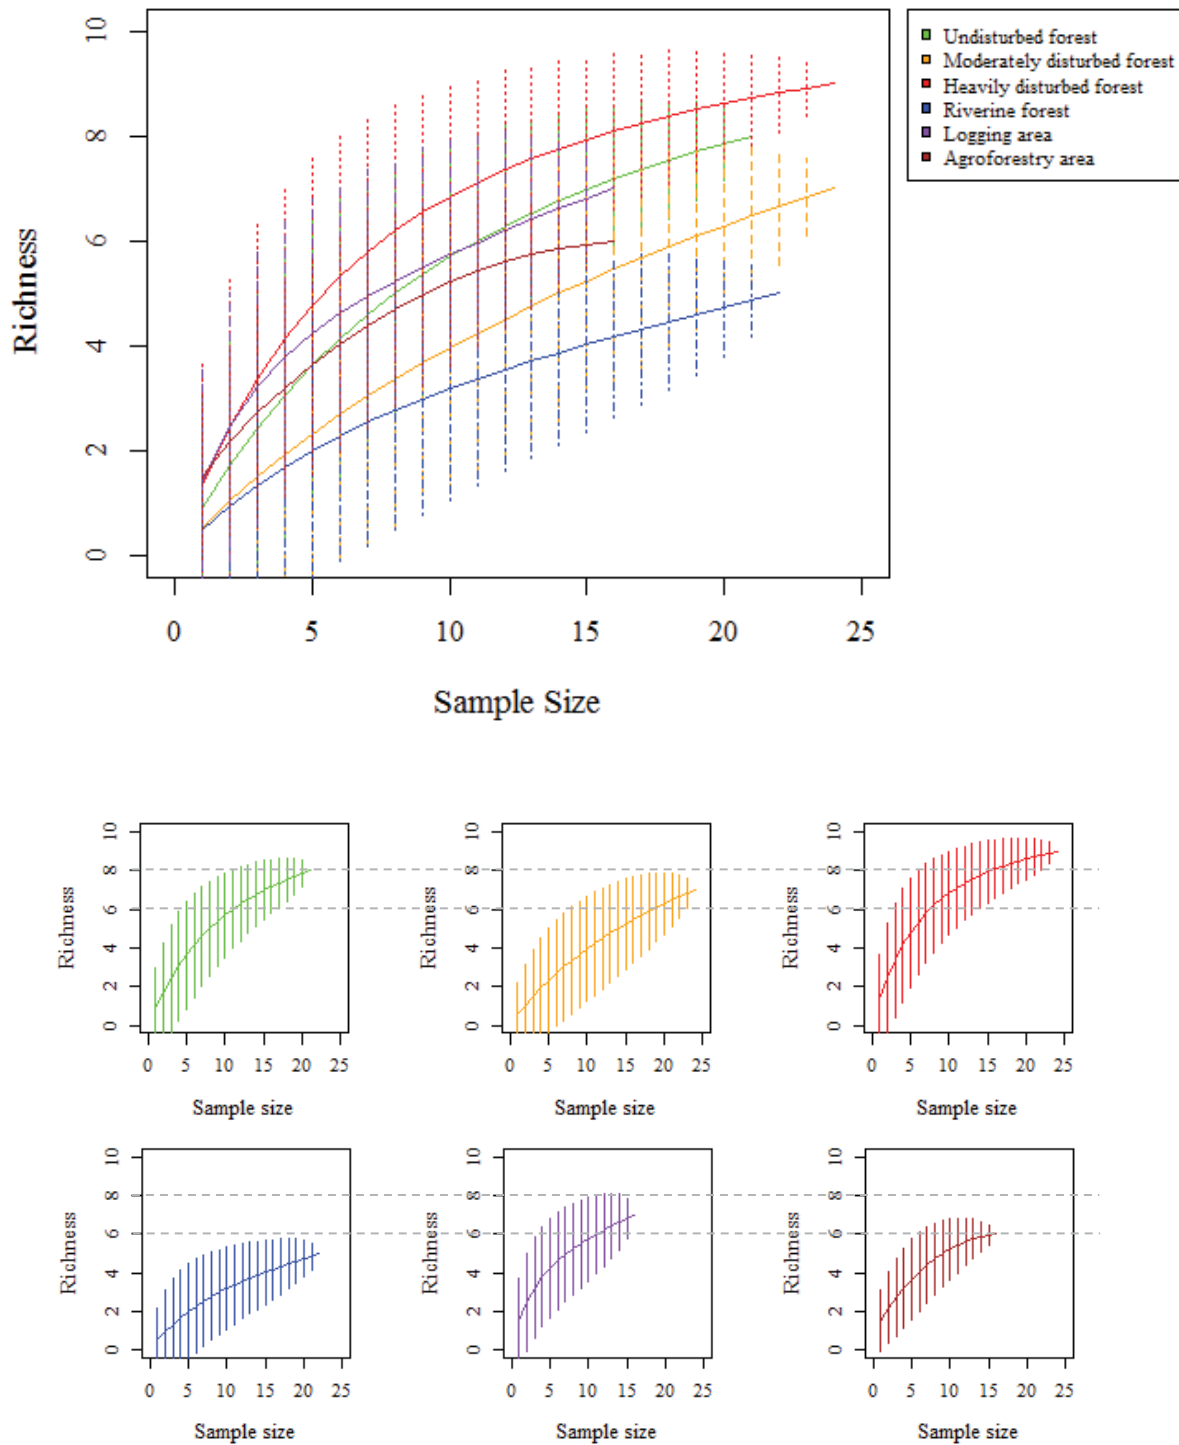 10
8
6
4
2
0
Richness
0 5 10 15 20 25
Sample Size
Undisturbed forest
Moderately disturbed forest
Heavily disturbed forest
Riverine forest
Logging area
Agroforestry area
10
8
6
4
2
0
Richness
0 5 10 15 20 25
Sample size
10
8
6
4
2
0
Richness
0 5 10 15 20 25
Sample size
10
8
6
4
2
0
Richness
0 5 10 15 20 25
Sample size
10
8
6
4
2
0
Richness
0 5 10 15 20 25
Sample size
10
8
6
4
2
0
Richness
0 5 10 15 20 25
Sample size
10
8
6
4
2
0
Richness
0 5 10 15 20 25
Sample size